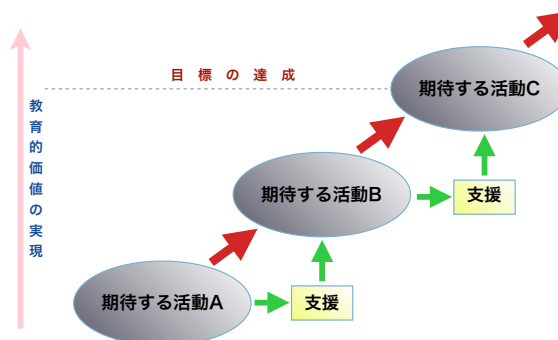 目標の達成
期待する活動C
教育的価値の実現
期待する活動B
支援
期待する活動A
支援